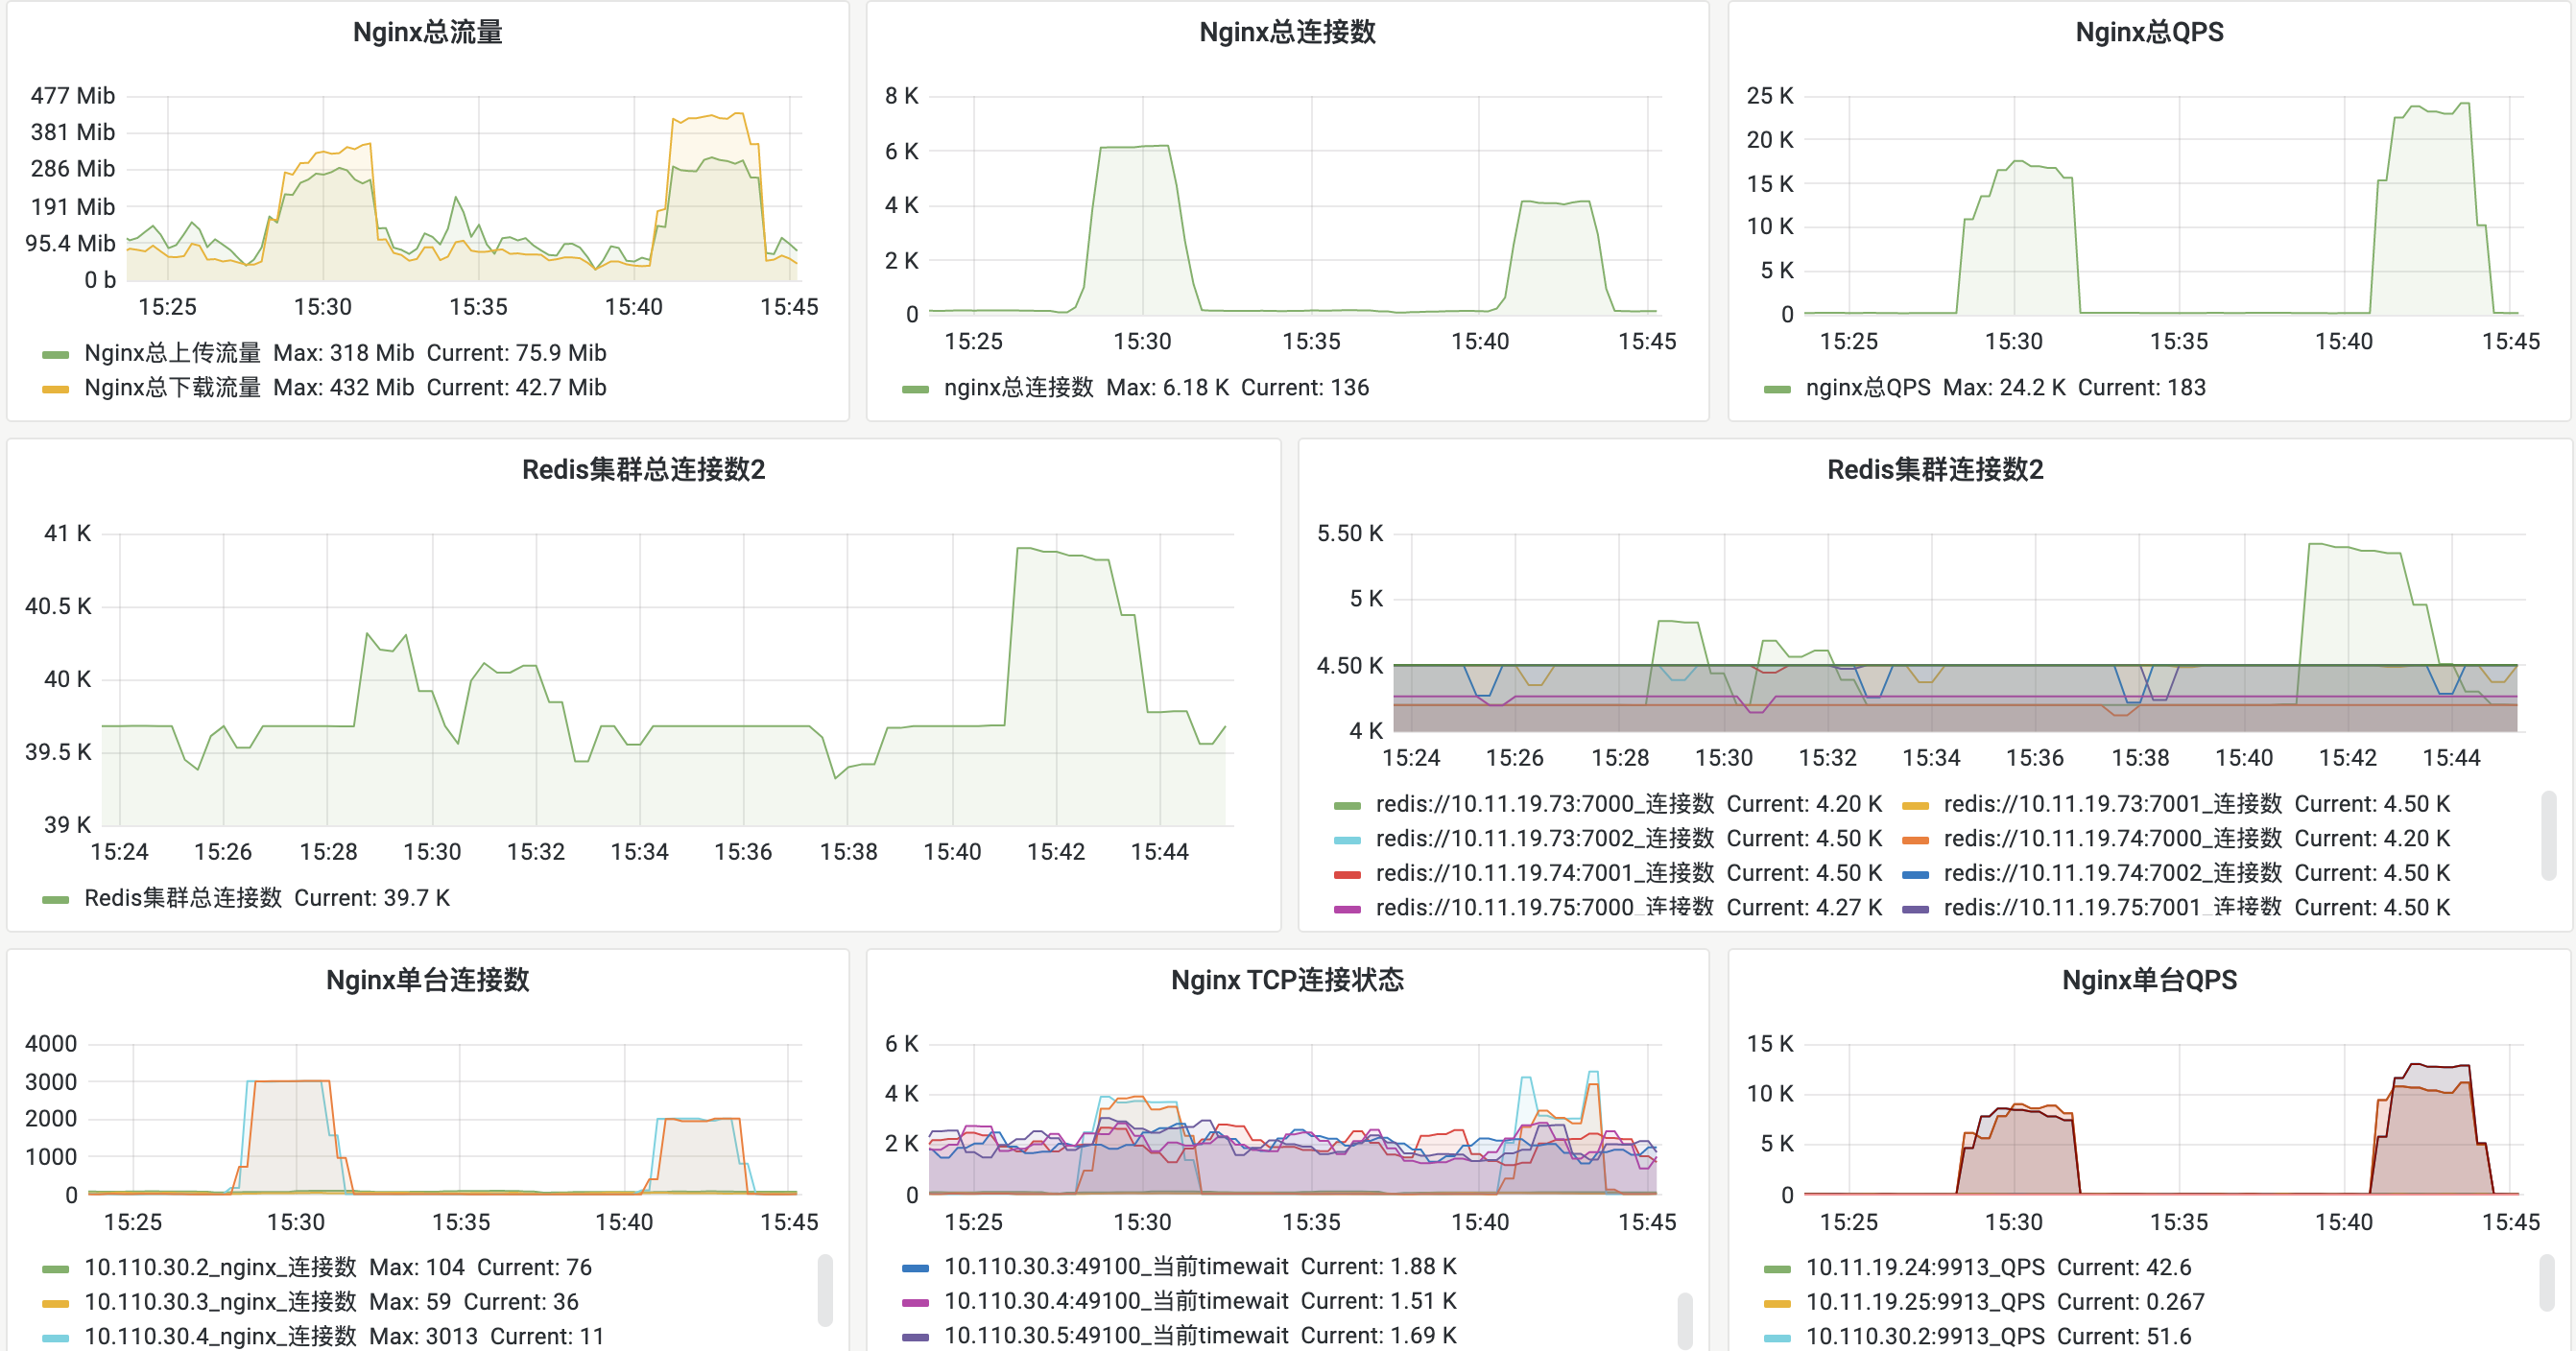 Nginx总流量
477 Mib
381 Mib
286 Mib
191 Mib
95.4 Mib
0 b
15:25 15:30 15:35 15:40 15:45
Nginx总上传流量 Max: 318 Mib Current: 75.9 Mib
Nginx总下载流量 Max: 432 Mib Current: 42.7 Mib
Nginx总连接数
8 K
6 K
4 K
2 K
0
15:25 15:30 15:35 15:40 15:45
nginx总连接数 Max: 6.18 K Current: 136
Nginx总QPS
25 K
20 K
15 K
10 K
5 K
0
15:25 15:30 15:35 15:40 15:45
nginx总QPS Max: 24.2 K Current: 183
Redis集群总连接数2
41 K
40.5 K
40 K
39.5 K
39 K
15:24 15:26 15:28 15:30 15:32 15:34 15:36 15:38 15:40 15:42 15:44
Redis集群总连接数 Current: 39.7 K
Redis集群连接数2
5.50 K
5 K
4.50 K
4 K
15:24 15:26 15:28 15:30 15:32 15:34 15:36 15:38 15:40 15:42 15:44
redis://10.11.19.73:7000_连接数 Current: 4.20 K redis://10.11.19.73:7001_连接数 Current: 4.50 K
redis://10.11.19.73:7002_连接数 Current: 4.50 K redis://10.11.19.74:7000_连接数 Current: 4.20 K
redis://10.11.19.74:7001_连接数 Current: 4.50 K redis://10.11.19.74:7002_连接数 Current: 4.50 K
redis://10.11.19.75:7000_连接数 Current: 4.27 K redis://10.11.19.75:7001_连接数 Current: 4.50 K
Nginx单台连接数
4000
3000
2000
1000
0
15:25 15:30 15:35 15:40 15:45
10.110.30.2_nginx_连接数 Max: 104 Current: 76
10.110.30.3_nginx_连接数 Max: 59 Current: 36
10.110.30.4_nginx_连接数 Max: 3013 Current: 11
Nginx TCP连接状态
6 K
4 K
2 K
0
15:25 15:30 15:35 15:40 15:45
10.110.30.3:49100_当前timewait Current: 1.88 K
10.110.30.4:49100_当前timewait Current: 1.51 K
10.110.30.5:49100_当前timewait Current: 1.69 K
Nginx单台QPS
15 K
10 K
5 K
0
15:25 15:30 15:35 15:40 15:45
10.11.19.24:9913_QPS Current: 42.6
10.11.19.25:9913_QPS Current: 0.267
10.110.30.2:9913_QPS Current: 51.6